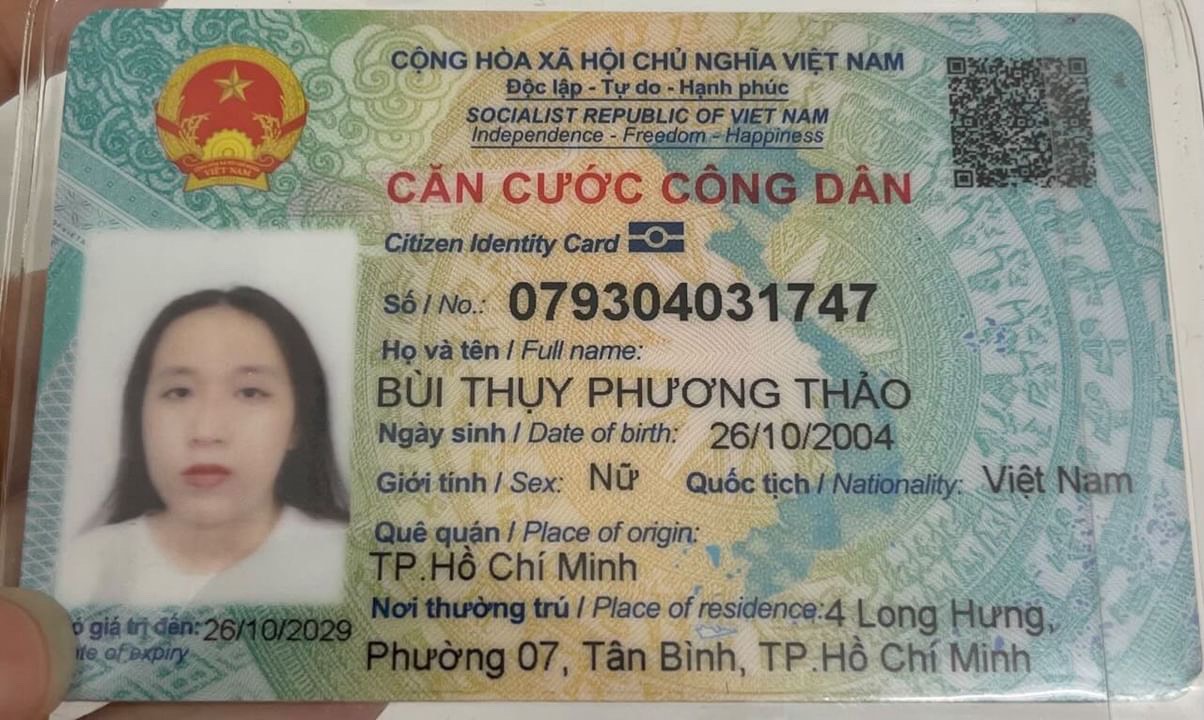 CỘNG HÒA XÃ HỘI CHỦ NGHĨA VIỆT NAM
Độc lập - Tự do - Hạnh phúc
SOCIALIST REPUBLIC OF VIET NAM
Independence - Freedom - Happiness
CĂN CƯỚC CÔNG DÂN
Citizen Identity Card
VIỆT NAM
Số / No.: 079304031747
Họ và tên / Full name:
BÙI THỤY PHƯƠNG THẢO
Ngày sinh / Date of birth: 26/10/2004
Giới tính / Sex: Nữ Quốc tịch / Nationality: Việt Nam
Quê quán / Place of origin:
TP.Hồ Chí Minh
Nơi thường trú / Place of residence: 4 Long Hưng,
Phường 07, Tân Bình, TP.Hồ Chí Minh
giá trị đến: 26/10/2029
of expiry